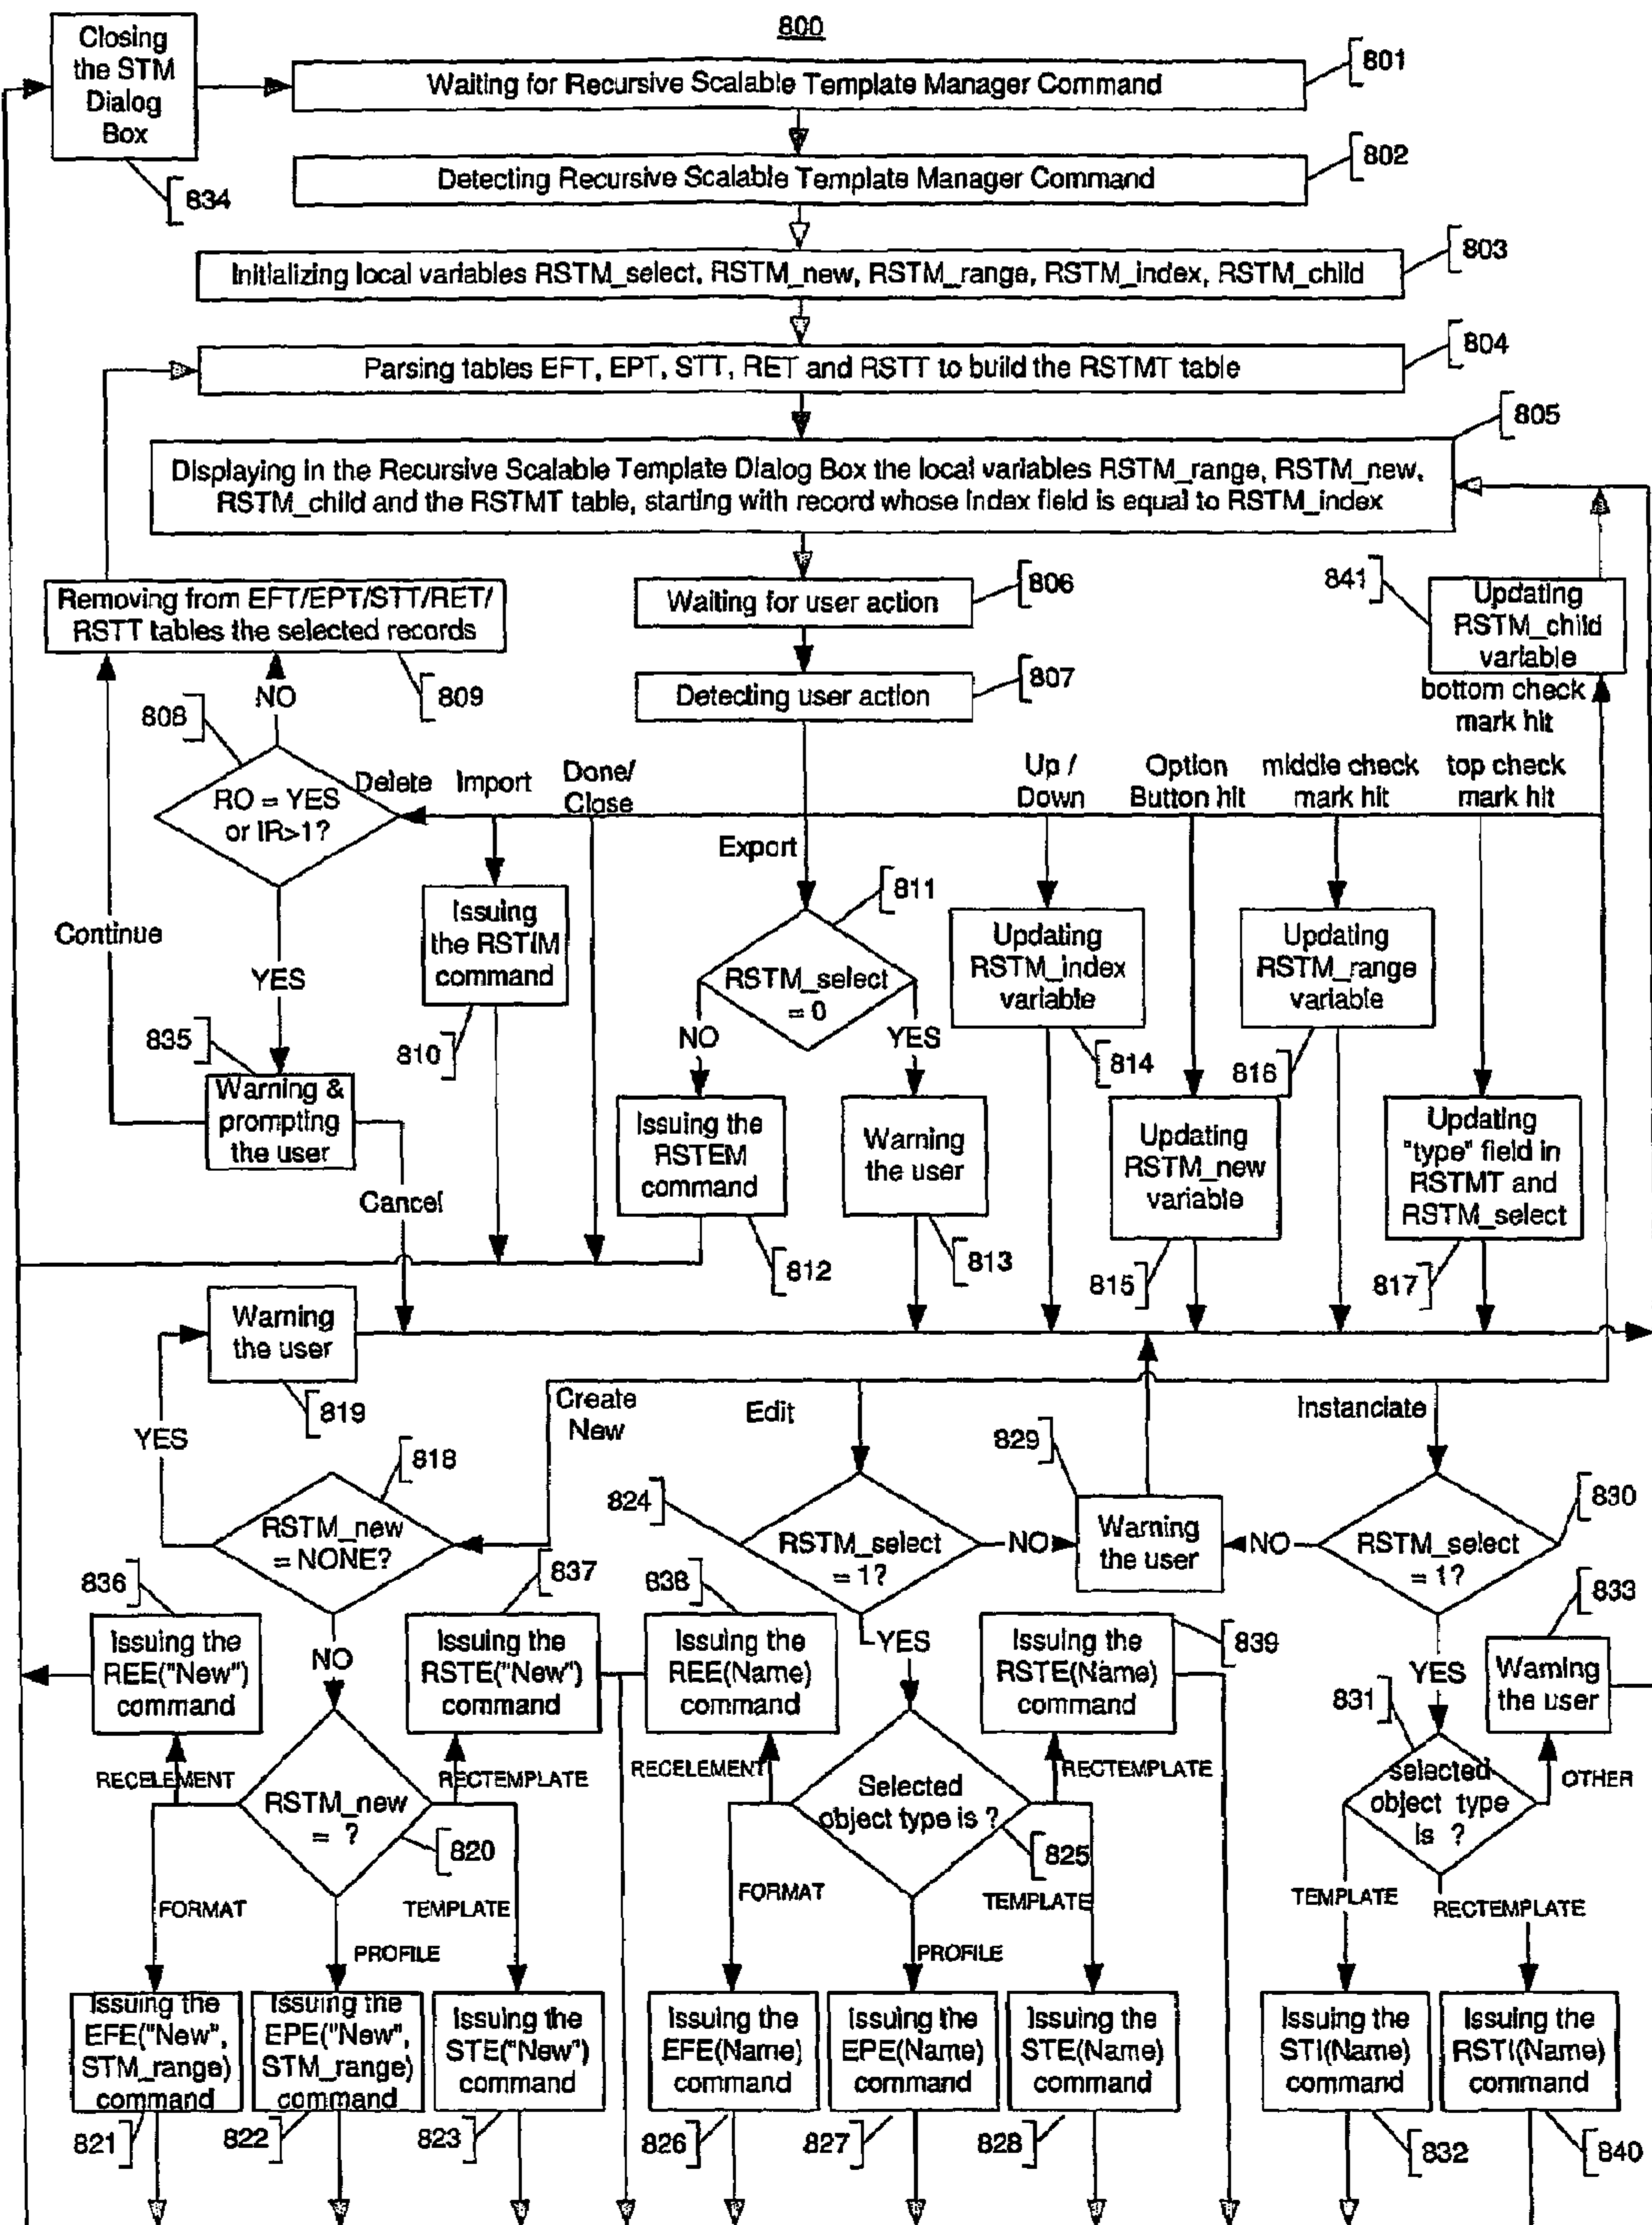 800
Closing
the STM
Dialog
Box
834
Waiting for Recursive Scalable Template Manager Command
801
Detecting Recursive Scalable Template Manager Command
802
Initializing local variables RSTM_select, RSTM_new, RSTM_range, RSTM_index, RSTM_child
803
Parsing tables EFT, EPT, STT, RET and RSTT to build the RSTMT table
804
805
Displaying in the Recursive Scalable Template Dialog Box the local variables RSTM_range, RSTM_new,
RSTM_child and the RSTMT table, starting with record whose Index field is equal to RSTM_index
Removing from EFT/EPT/STT/RET/
RSTT tables the selected records
809
Waiting for user action
806
Detecting user action
807
841
Updating
RSTM_child
variable
bottom check
mark hit
NO
808
RO = YES
or IR>1?
Delete
Import
Done/
Close
Export
Up /
Down
Option
Button hit
middle check
mark hit
top check
mark hit
Continue
YES
835
Warning &
prompting
the user
Cancel
Issuing
the RSTIM
command
810
811
RSTM_select
= 0
NO
YES
Issuing the
RSTEM
command
812
Warning
the user
813
Updating
RSTM_index
variable
814
Updating
RSTM_new
variable
815
Updating
RSTM_range
variable
816
Updating
"type" field in
RSTMT and
RSTM_select
817
Warning
the user
819
YES
Create
New
Edit
Instanciate
818
RSTM_new
= NONE?
NO
824
RSTM_select
= 1?
NO
829
Warning
the user
NO
830
RSTM_select
= 1?
YES
YES
836
Issuing the
REE("New")
command
837
Issuing the
RSTE("New")
command
838
Issuing the
REE(Name)
command
839
Issuing the
RSTE(Name)
command
833
Warning
the user
RECELEMENT
RSTM_new
= ?
820
RECTEMPLATE
RECELEMENT
Selected
object type is ?
825
RECTEMPLATE
831
selected
object type
is ?
OTHER
FORMAT
PROFILE
TEMPLATE
FORMAT
PROFILE
TEMPLATE
TEMPLATE
RECTEMPLATE
Issuing the
EFE("New",
STM_range)
command
821
Issuing the
EPE("New",
STM_range)
command
822
Issuing the
STE("New")
command
823
Issuing the
EFE(Name)
command
826
Issuing the
EPE(Name)
command
827
Issuing the
STE(Name)
command
828
Issuing the
STI(Name)
command
832
Issuing the
RSTI(Name)
command
840